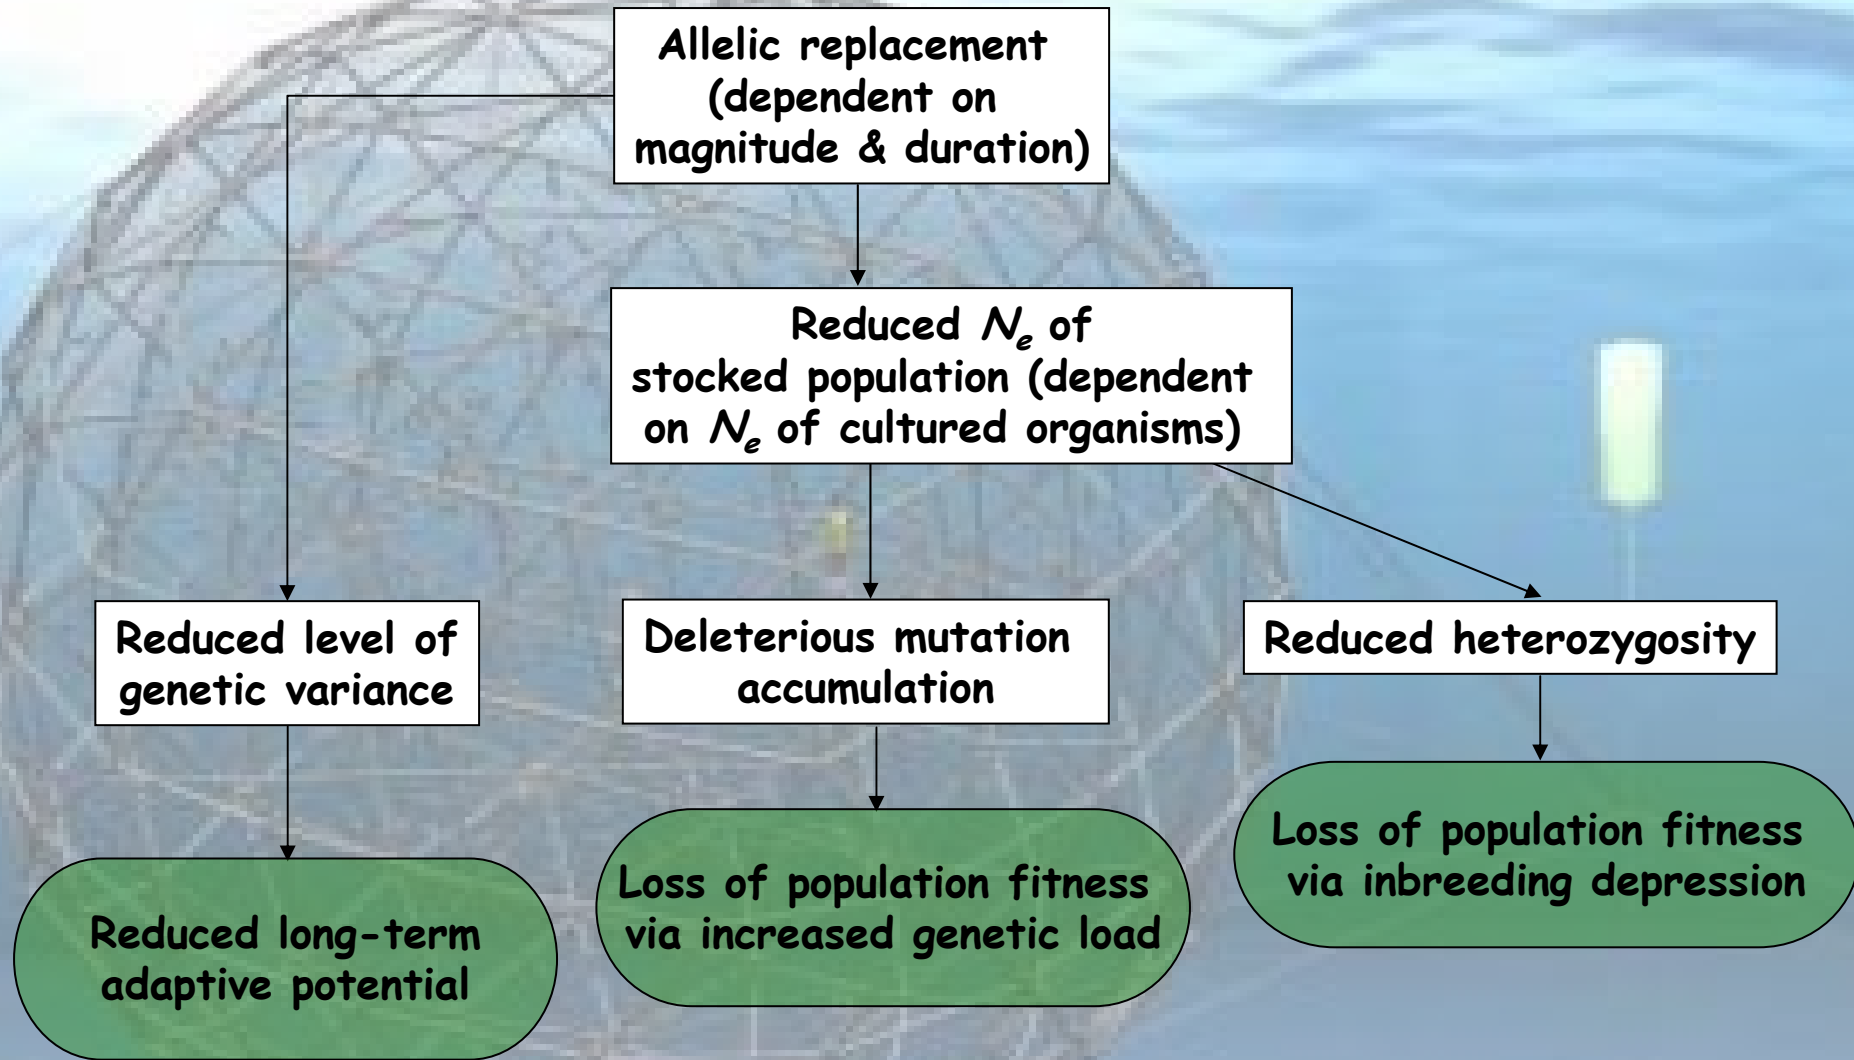 Allelic replacement
(dependent on
magnitude & duration)
Reduced Nₑ of
stocked population (dependent
on Nₑ of cultured organisms)
Reduced level of
genetic variance
Deleterious mutation
accumulation
Reduced heterozygosity
Reduced long-term
adaptive potential
Loss of population fitness
via increased genetic load
Loss of population fitness
via inbreeding depression